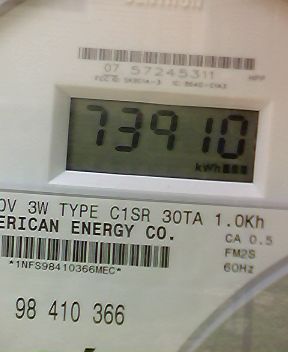 07 57245311
73910
kWh
0V 3W TYPE C1SR 30TA 1.0Kh
ERICAN ENERGY CO.
CA 0.5
FM2S
60Hz
*1NFS98410366MEC*
98 410 366